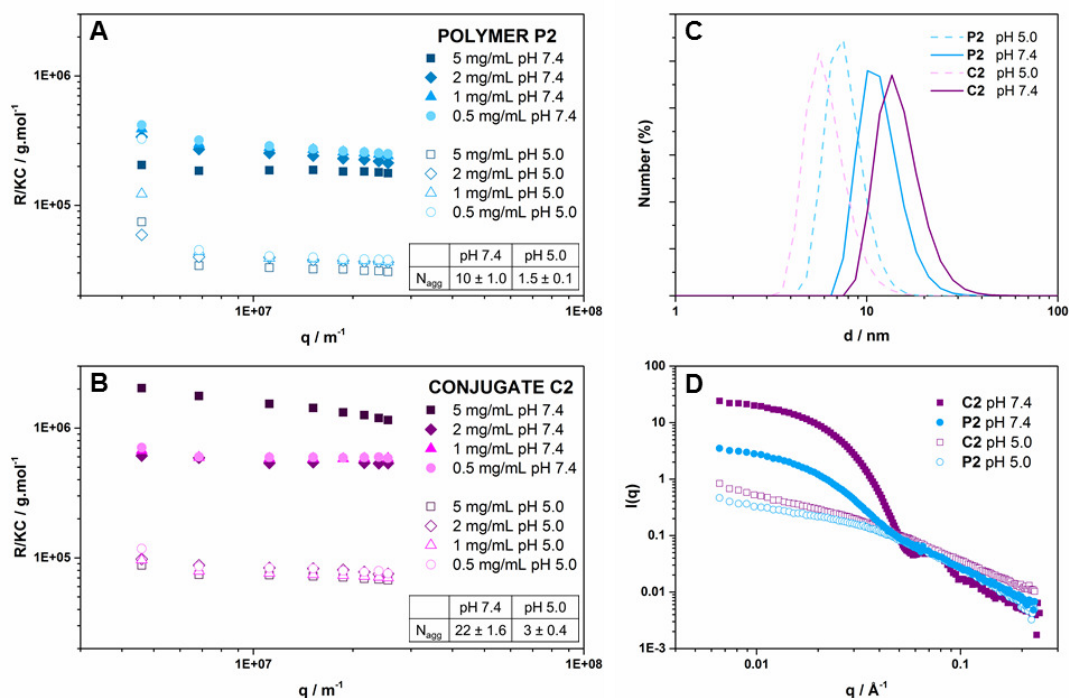 A
POLYMER P2
5 mg/mL pH 7.4
2 mg/mL pH 7.4
1 mg/mL pH 7.4
0.5 mg/mL pH 7.4
5 mg/mL pH 5.0
2 mg/mL pH 5.0
1 mg/mL pH 5.0
0.5 mg/mL pH 5.0
pH 7.4 pH 5.0
Nagg 10 ± 1.0 1.5 ± 0.1
R/KC / g.mol-1
1E+06
1E+05
1E+07 1E+08
q / m-1
C
P2 pH 5.0
P2 pH 7.4
C2 pH 5.0
C2 pH 7.4
Number (%)
1 10 100
d / nm
B
CONJUGATE C2
5 mg/mL pH 7.4
2 mg/mL pH 7.4
1 mg/mL pH 7.4
0.5 mg/mL pH 7.4
5 mg/mL pH 5.0
2 mg/mL pH 5.0
1 mg/mL pH 5.0
0.5 mg/mL pH 5.0
pH 7.4 pH 5.0
Nagg 22 ± 1.6 3 ± 0.4
R/KC / g.mol-1
1E+06
1E+05
1E+07 1E+08
q / m-1
D
C2 pH 7.4
P2 pH 7.4
C2 pH 5.0
P2 pH 5.0
I(q)
100
10
1
0.1
0.01
1E-3
0.01 0.1
q / Å-1